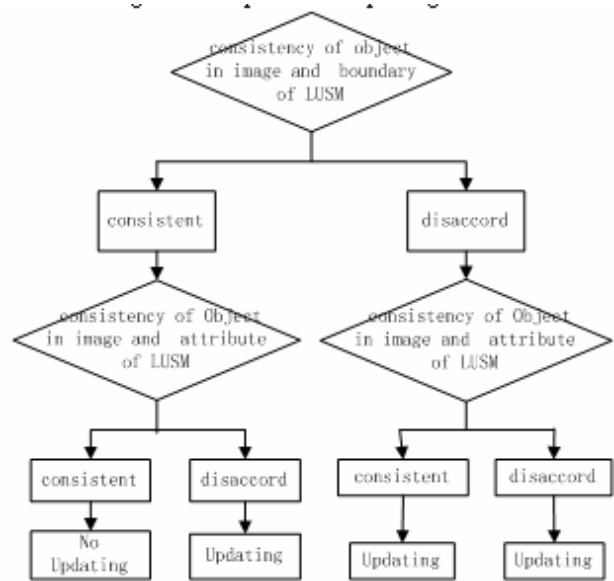 consistency of object
in image and boundary
of LUSM
consistent
disaccord
consistency of Object
in image and attribute
of LUSM
consistency of Object
in image and attribute
of LUSM
consistent
disaccord
consistent
disaccord
No
Updating
Updating
Updating
Updating